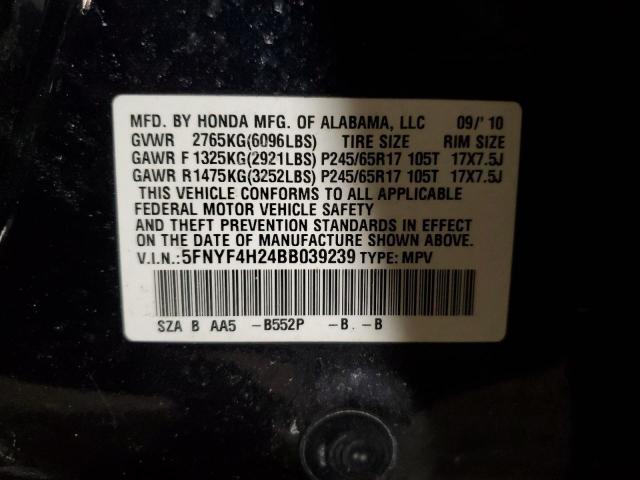 MFD. BY HONDA MFG. OF ALABAMA, LLC 09/'10
GVWR 2765KG(6096LBS) TIRE SIZE RIM SIZE
GAWR F1325KG(2921LBS) P245/65R17 105T 17X7.5J
GAWR R1475KG(3252LBS) P245/65R17 105T 17X7.5J
THIS VEHICLE CONFORMS TO ALL APPLICABLE
FEDERAL MOTOR VEHICLE SAFETY
AND THEFT PREVENTION STANDARDS IN EFFECT
ON THE DATE OF MANUFACTURE SHOWN ABOVE.
V.I.N.:5FNYF4H24BB039239 TYPE: MPV
SZA B AA5 -B552P -B. -B